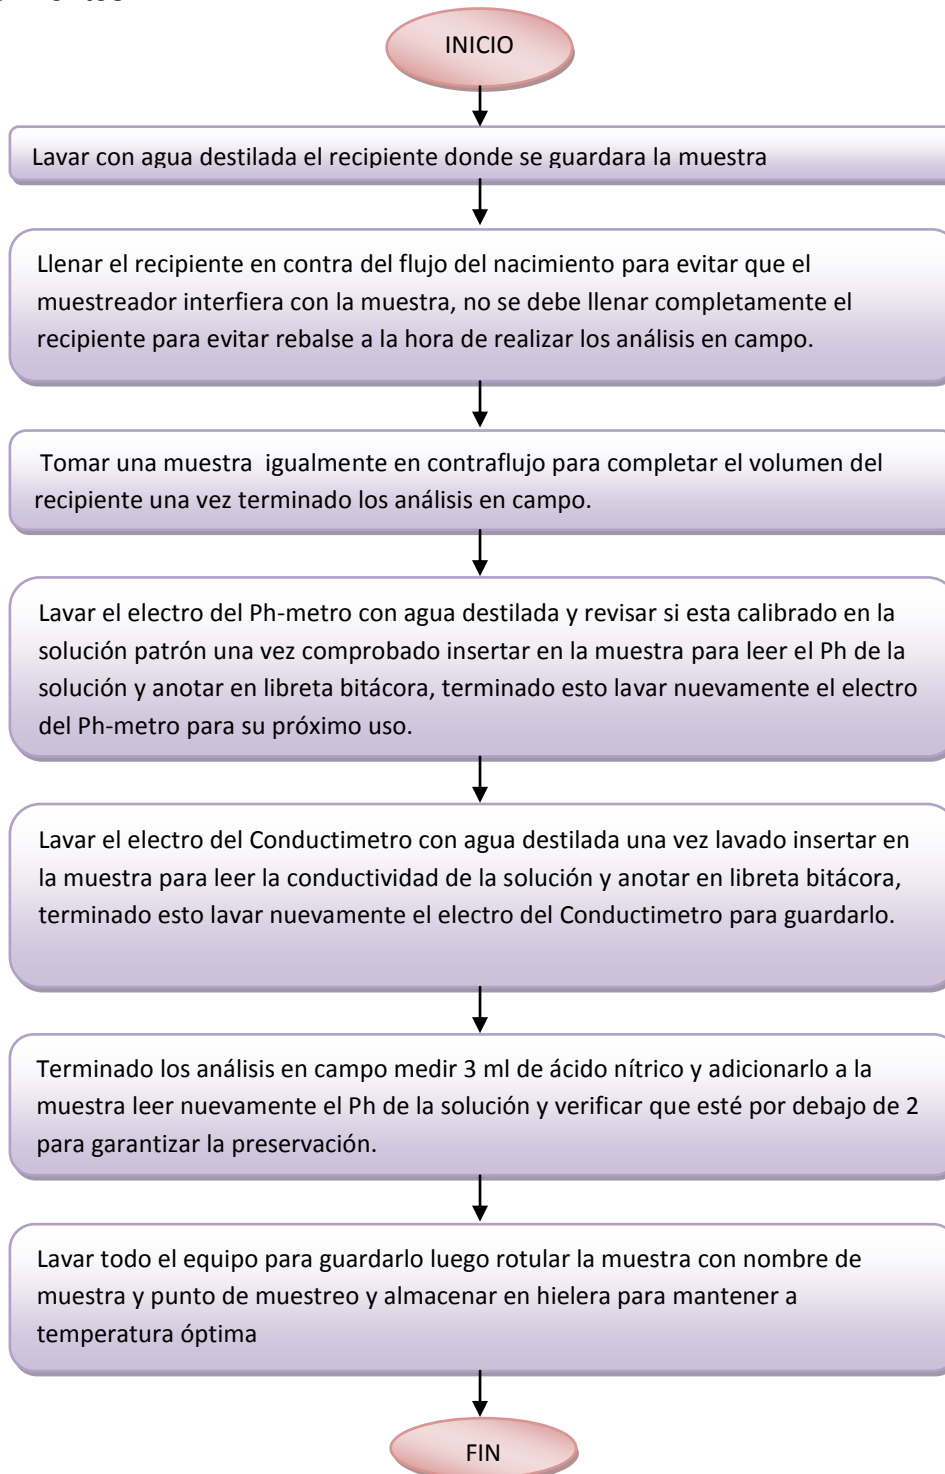 INICIO
Lavar con agua destilada el recipiente donde se guardara la muestra
Llenar el recipiente en contra del flujo del nacimiento para evitar que el
muestreador interfiera con la muestra, no se debe llenar completamente el
recipiente para evitar rebalse a la hora de realizar los análisis en campo.
Tomar una muestra igualmente en contraflujo para completar el volumen del
recipiente una vez terminado los análisis en campo.
Lavar el electro del Ph-metro con agua destilada y revisar si esta calibrado en la
solución patrón una vez comprobado insertar en la muestra para leer el Ph de la
solución y anotar en libreta bitácora, terminado esto lavar nuevamente el electro
del Ph-metro para su próximo uso.
Lavar el electro del Conductimetro con agua destilada una vez lavado insertar en
la muestra para leer la conductividad de la solución y anotar en libreta bitácora,
terminado esto lavar nuevamente el electro del Conductimetro para guardarlo.
Terminado los análisis en campo medir 3 ml de ácido nítrico y adicionarlo a la
muestra leer nuevamente el Ph de la solución y verificar que esté por debajo de 2
para garantizar la preservación.
Lavar todo el equipo para guardarlo luego rotular la muestra con nombre de
muestra y punto de muestreo y almacenar en hielera para mantener a
temperatura óptima
FIN